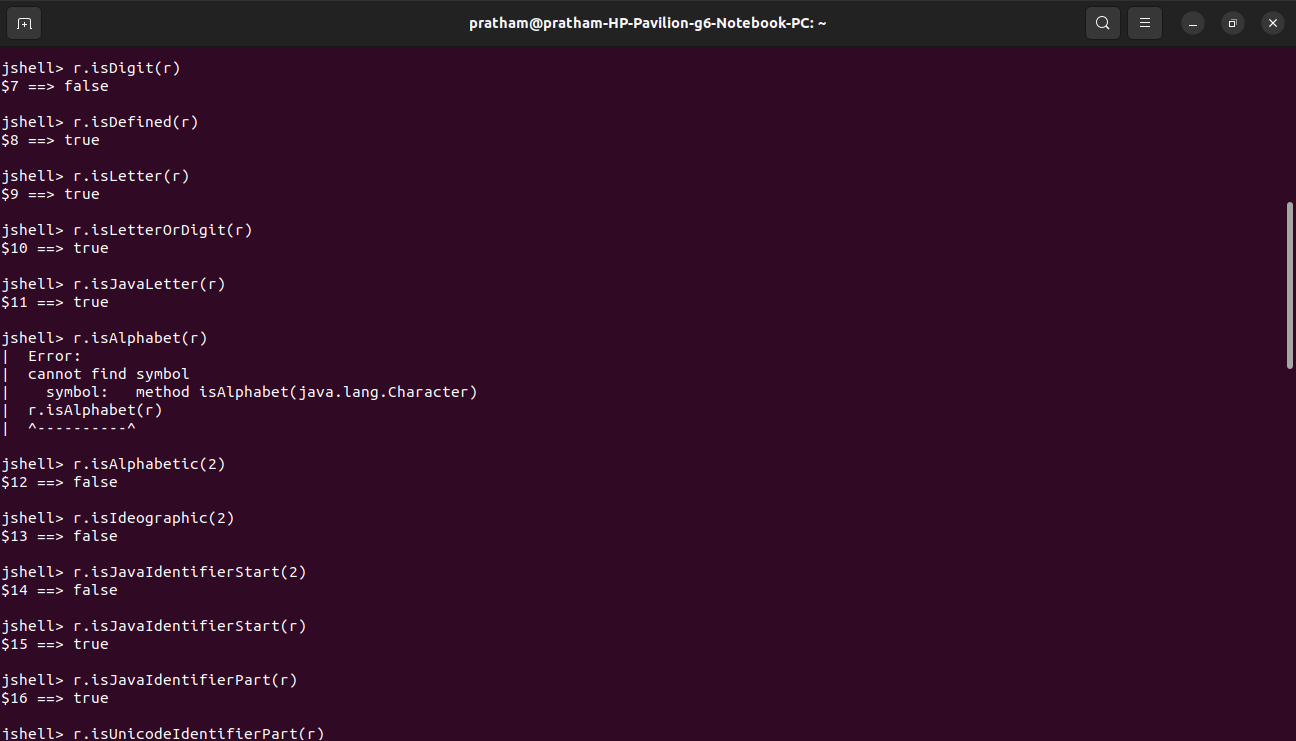 pratham@pratham-HP-Pavilion-g6-Notebook-PC: ~
jshell> r.isDigit(r)
$7 ==> false
jshell> r.isDefined(r)
$8 ==> true
jshell> r.isLetter(r)
$9 ==> true
jshell> r.isLetterOrDigit(r)
$10 ==> true
jshell> r.isJavaLetter(r)
$11 ==> true
jshell> r.isAlphabet(r)
|  Error:
|  cannot find symbol
|    symbol:   method isAlphabet(java.lang.Character)
|  r.isAlphabet(r)
|  ^----------^
jshell> r.isAlphabetic(2)
$12 ==> false
jshell> r.isIdeographic(2)
$13 ==> false
jshell> r.isJavaIdentifierStart(2)
$14 ==> false
jshell> r.isJavaIdentifierStart(r)
$15 ==> true
jshell> r.isJavaIdentifierPart(r)
$16 ==> true
jshell> r.isUnicodeIdentifierPart(r)